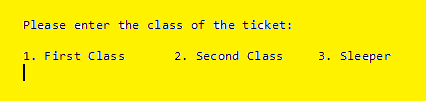 Please enter the class of the ticket:
1. First Class 2. Second Class 3. Sleeper